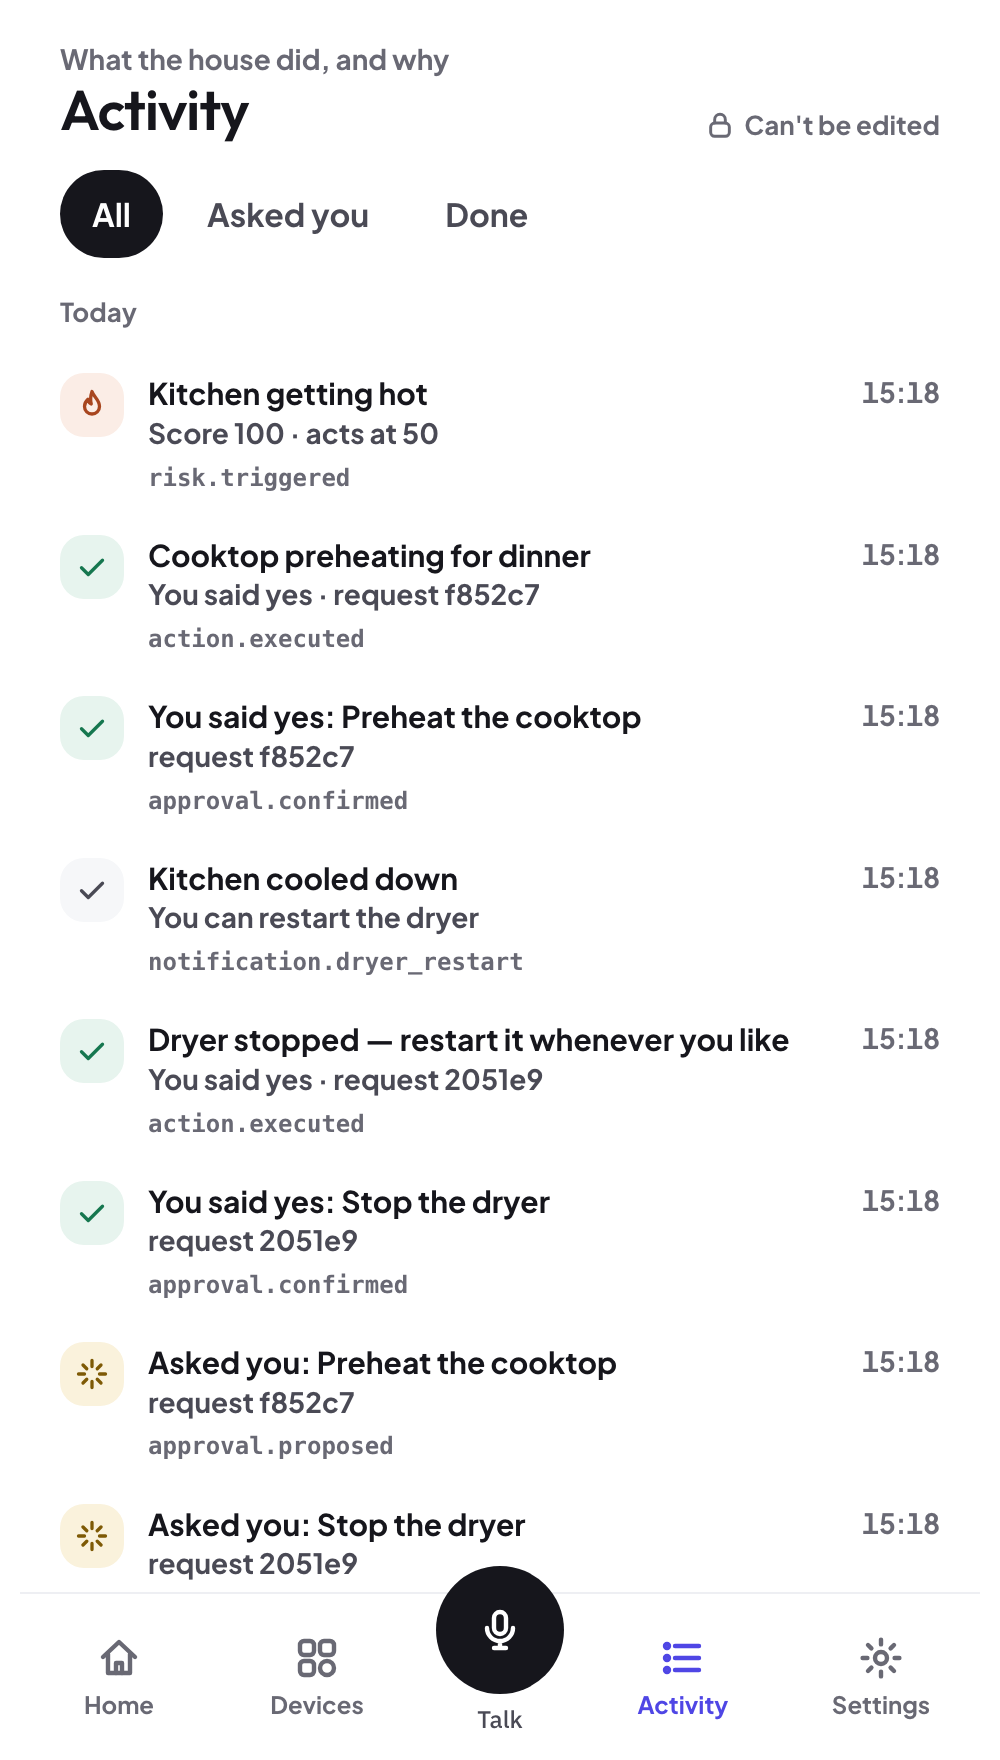 What the house did, and why
Activity
Can't be edited
All
Asked you
Done
Today
Kitchen getting hot
15:18
Score 100 · acts at 50
risk.triggered
Cooktop preheating for dinner
15:18
You said yes · request f852c7
action.executed
You said yes: Preheat the cooktop
15:18
request f852c7
approval.confirmed
Kitchen cooled down
15:18
You can restart the dryer
notification.dryer_restart
Dryer stopped — restart it whenever you like
15:18
You said yes · request 2051e9
action.executed
You said yes: Stop the dryer
15:18
request 2051e9
approval.confirmed
Asked you: Preheat the cooktop
15:18
request f852c7
approval.proposed
Asked you: Stop the dryer
15:18
request 2051e9
Home
Devices
Talk
Activity
Settings